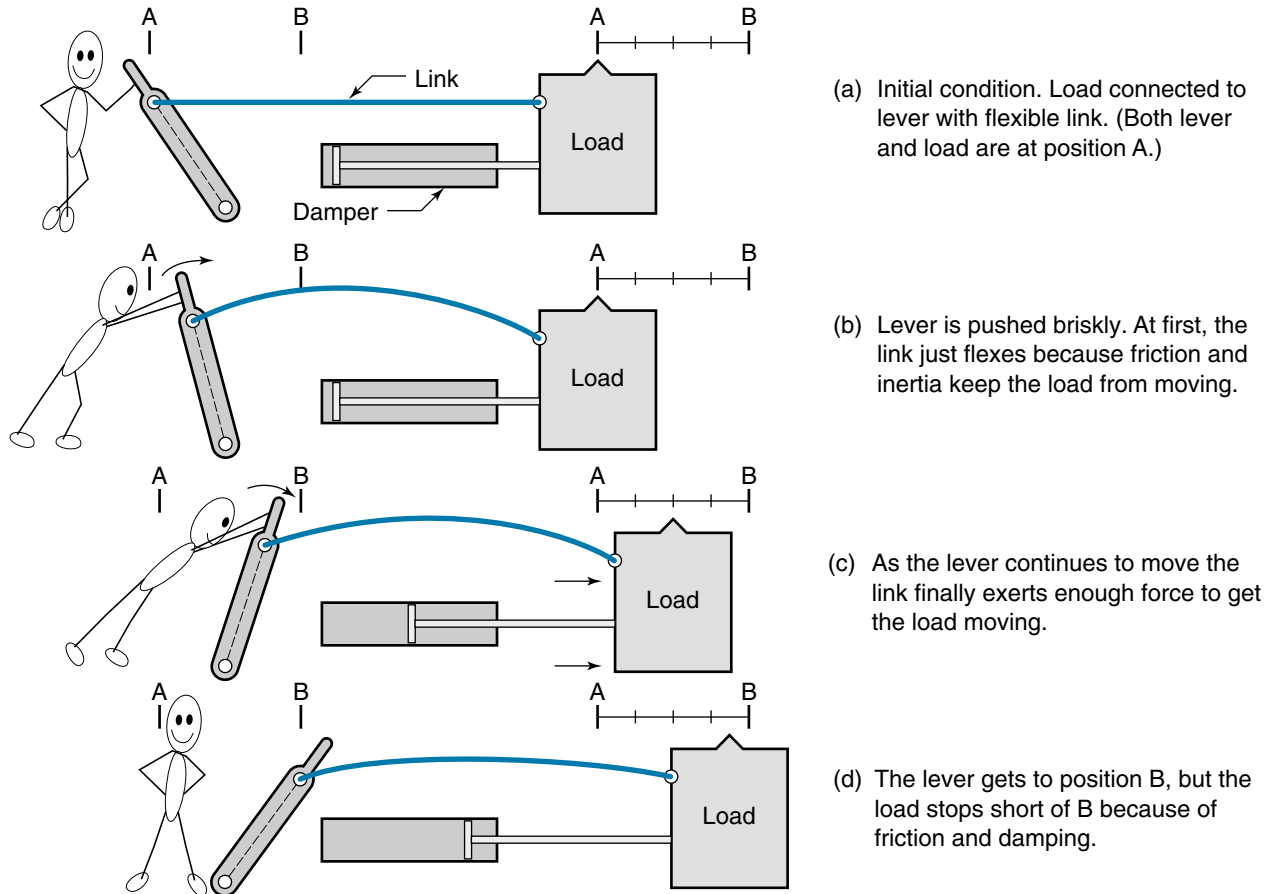 A B A B
Link
Load
Damper
(a) Initial condition. Load connected to
lever with flexible link. (Both lever
and load are at position A.)
A B A B
Load
(b) Lever is pushed briskly. At first, the
link just flexes because friction and
inertia keep the load from moving.
A B A B
Load
(c) As the lever continues to move the
link finally exerts enough force to get
the load moving.
A B A B
Load
(d) The lever gets to position B, but the
load stops short of B because of
friction and damping.